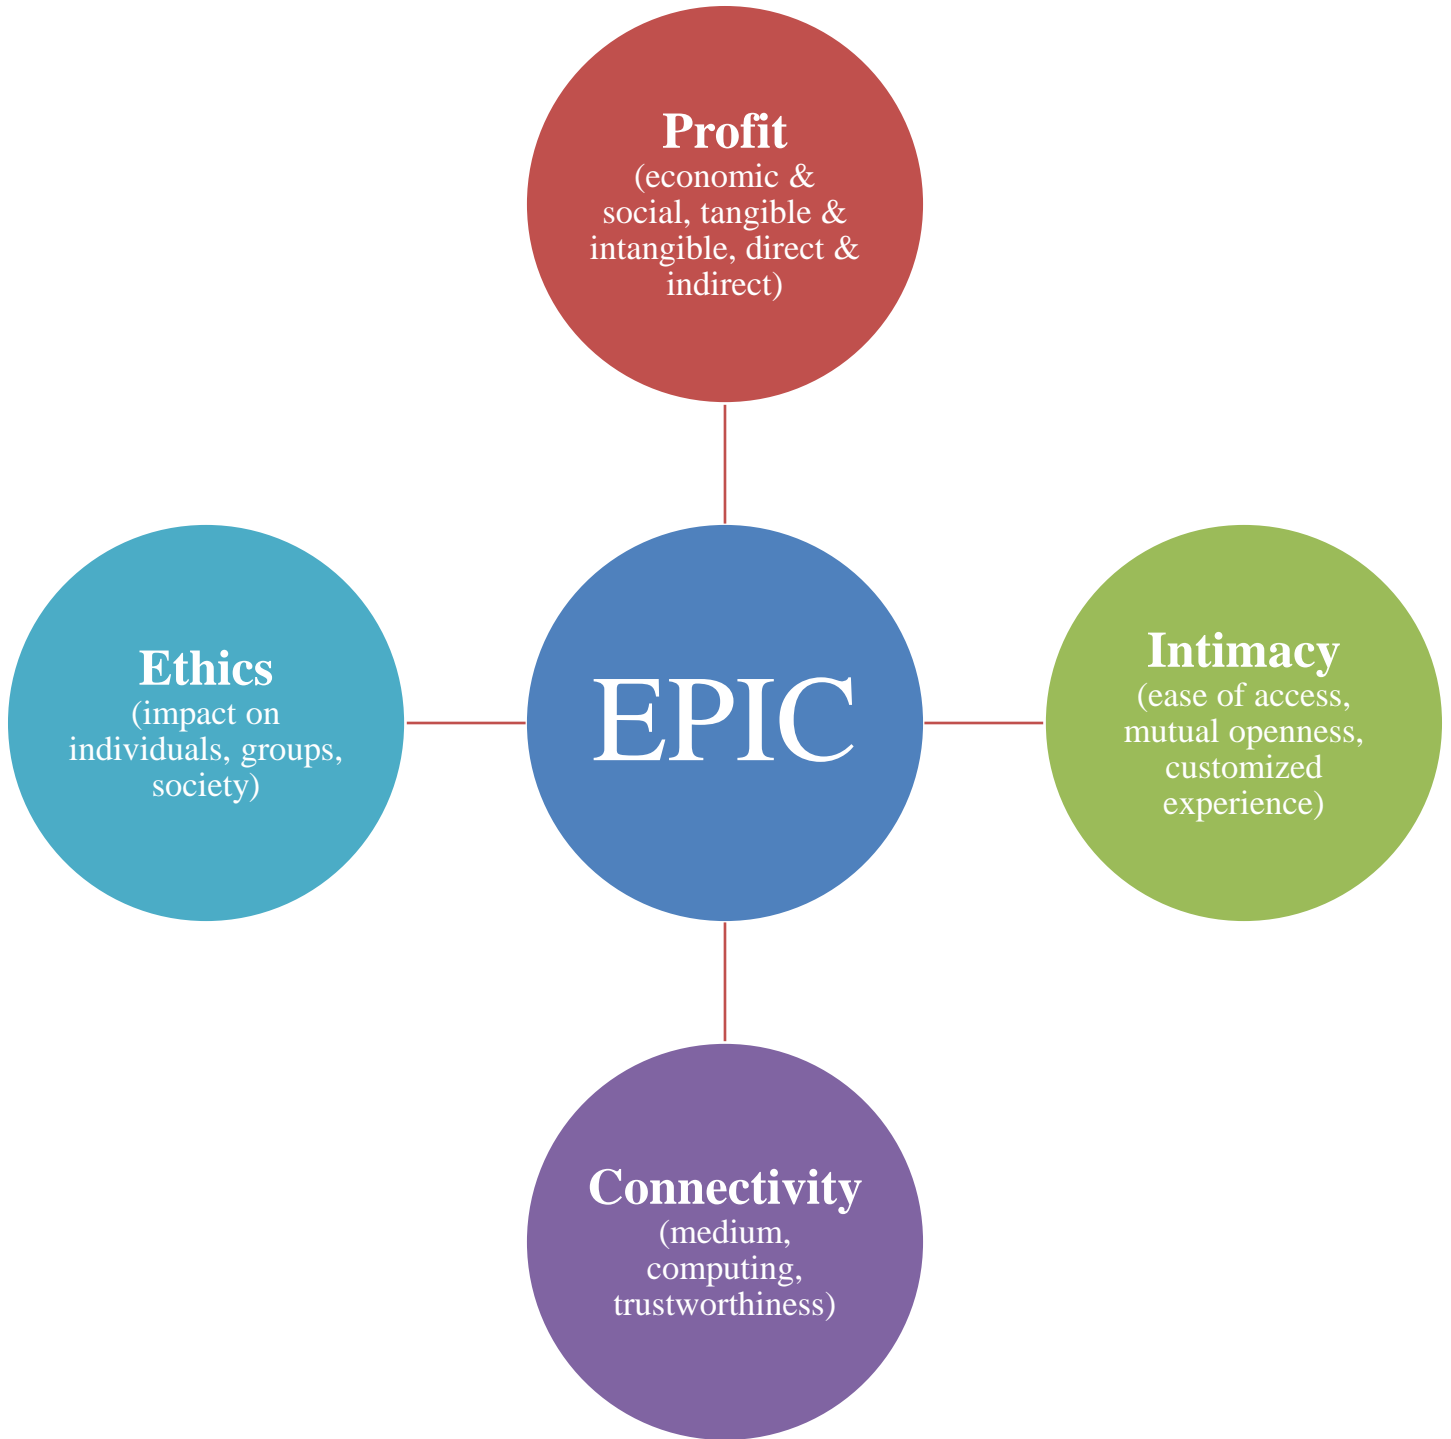 Profit
(economic &
social, tangible &
intangible, direct &
indirect)
Ethics
(impact on
individuals, groups,
society)
EPIC
Intimacy
(ease of access,
mutual openness,
customized
experience)
Connectivity
(medium,
computing,
trustworthiness)